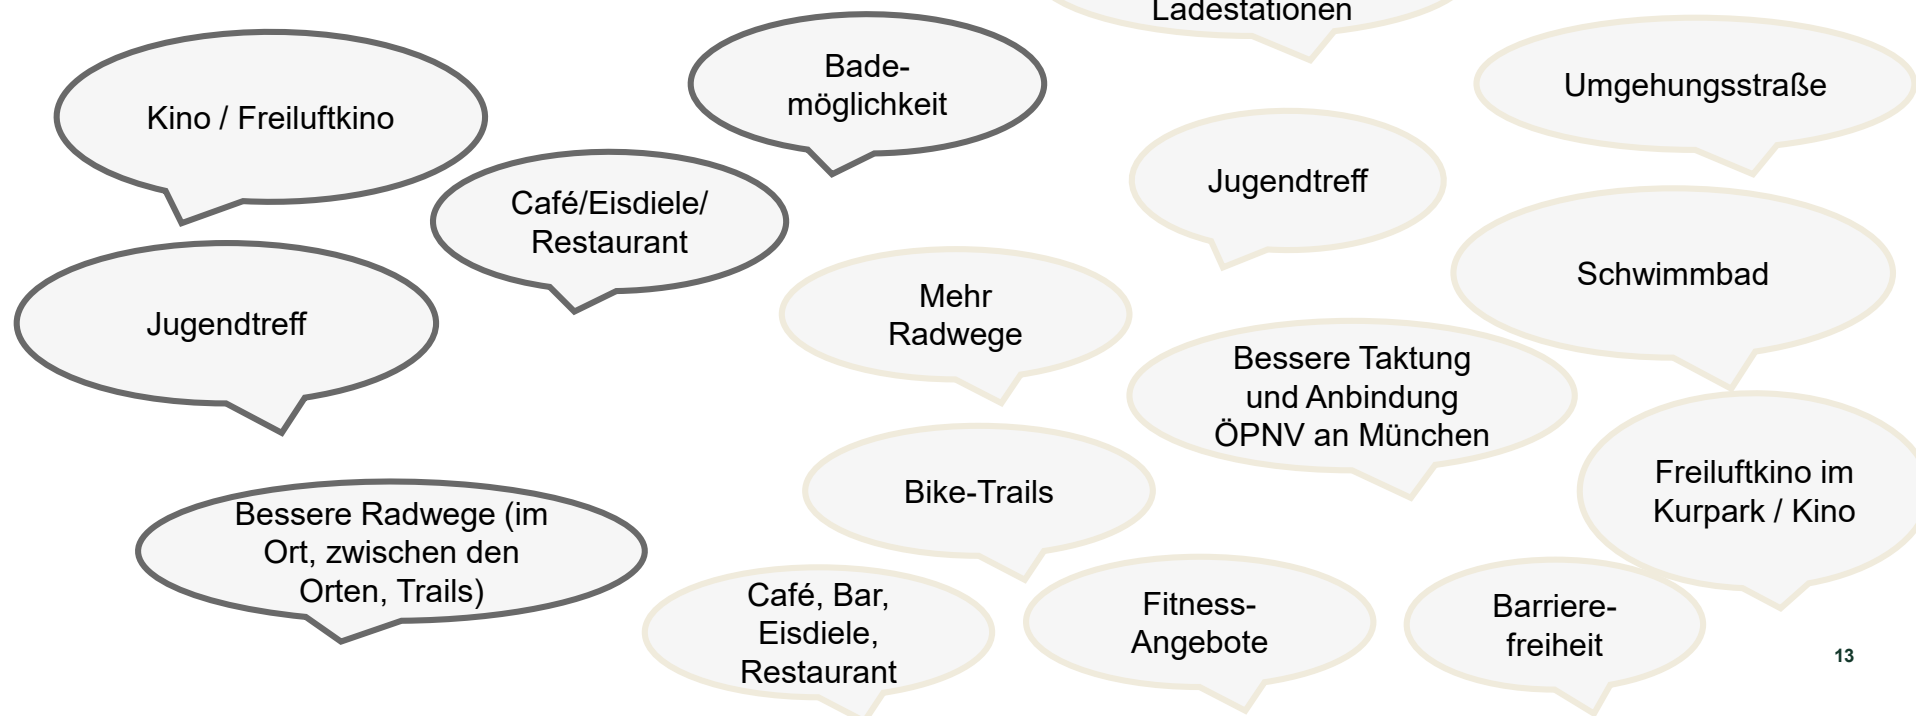 Ladestationen
Kino / Freiluftkino
Bade-
möglichkeit
Umgehungsstraße
Café/Eisdiele/
Restaurant
Jugendtreff
Jugendtreff
Mehr
Radwege
Schwimmbad
Bessere Taktung
und Anbindung
ÖPNV an München
Bessere Radwege (im
Ort, zwischen den
Orten, Trails)
Bike-Trails
Freiluftkino im
Kurpark / Kino
Café, Bar,
Eisdiele,
Restaurant
Fitness-
Angebote
Barriere-
freiheit
13